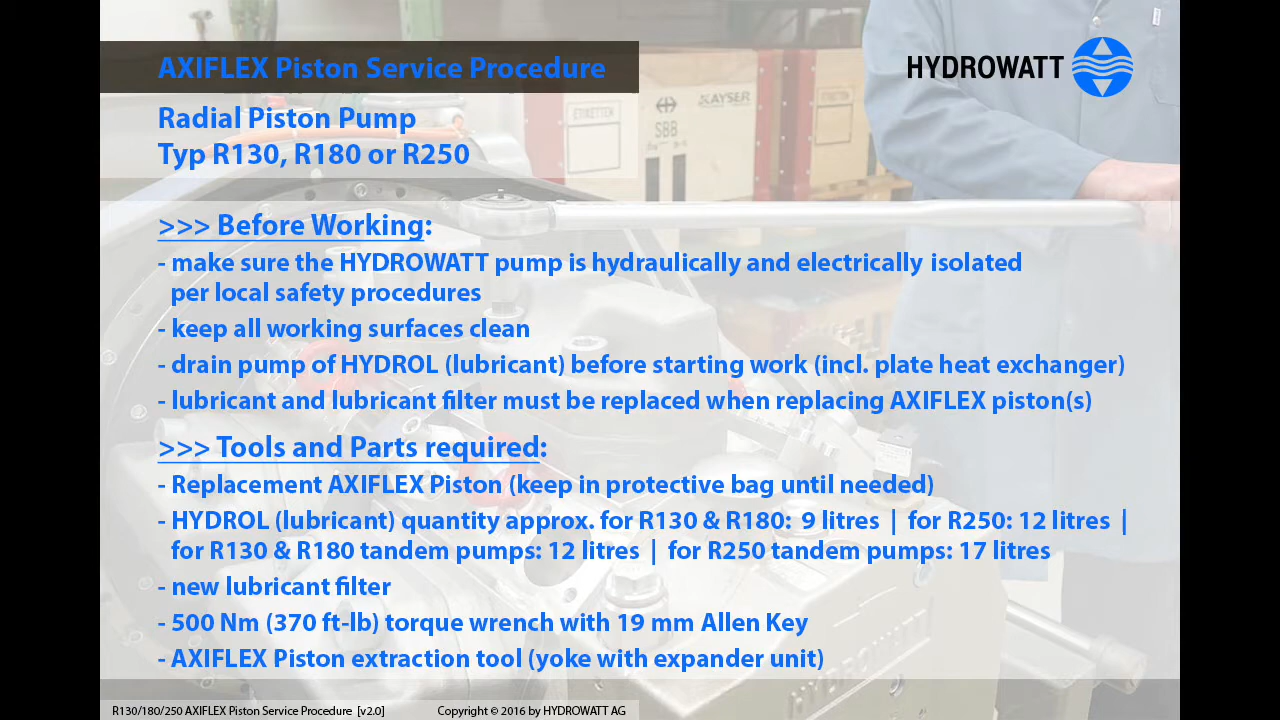 AXIFLEX Piston Service Procedure
HYDROWATT
Radial Piston Pump
Typ R130, R180 or R250
ETIKETTEN
SBB
KAYSER
>>> Before Working:
- make sure the HYDROWATT pump is hydraulically and electrically isolated
per local safety procedures
- keep all working surfaces clean
- drain pump of HYDROL (lubricant) before starting work (incl. plate heat exchanger)
- lubricant and lubricant filter must be replaced when replacing AXIFLEX piston(s)
>>> Tools and Parts required:
- Replacement AXIFLEX Piston (keep in protective bag until needed)
- HYDROL (lubricant) quantity approx. for R130 & R180: 9 litres | for R250: 12 litres |
for R130 & R180 tandem pumps: 12 litres | for R250 tandem pumps: 17 litres
- new lubricant filter
- 500 Nm (370 ft-lb) torque wrench with 19 mm Allen Key
- AXIFLEX Piston extraction tool (yoke with expander unit)
HYDROWATT
R130/180/250 AXIFLEX Piston Service Procedure [v2.0] Copyright © 2016 by HYDROWATT AG